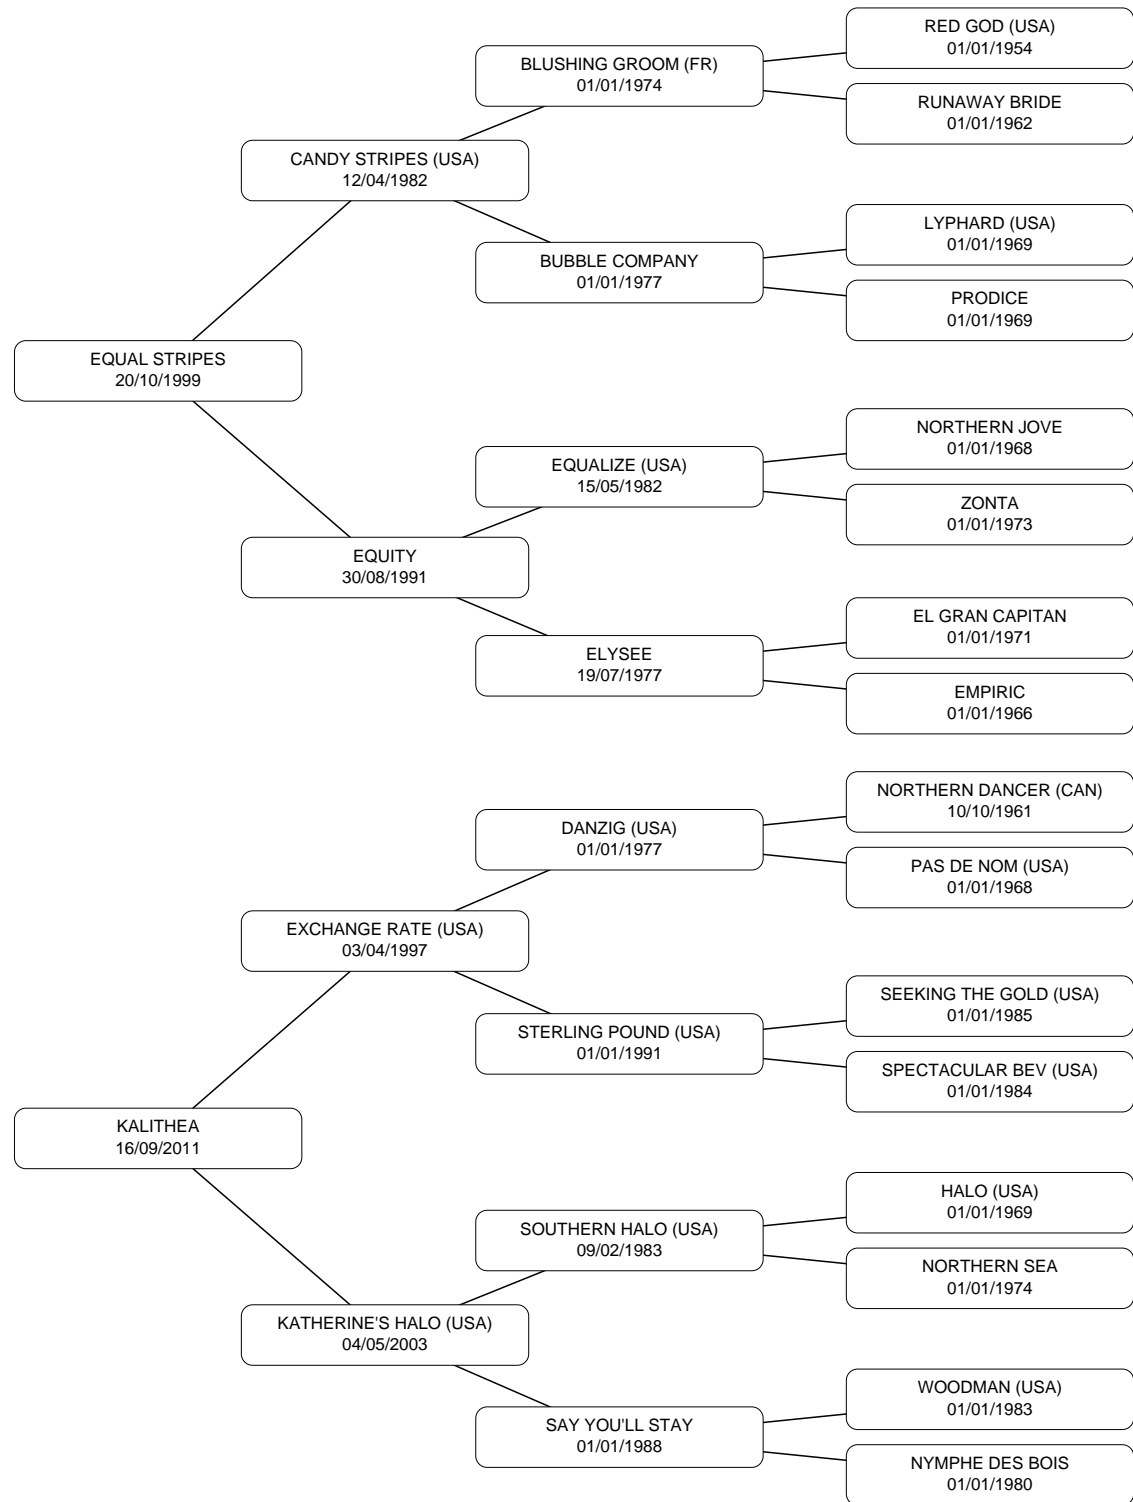 RED GOD (USA)
01/01/1954
BLUSHING GROOM (FR)
01/01/1974
RUNAWAY BRIDE
01/01/1962
CANDY STRIPES (USA)
12/04/1982
LYPHARD (USA)
01/01/1969
BUBBLE COMPANY
01/01/1977
PRODICE
01/01/1969
EQUAL STRIPES
20/10/1999
NORTHERN JOVE
01/01/1968
EQUALIZE (USA)
15/05/1982
ZONTA
01/01/1973
EQUITY
30/08/1991
EL GRAN CAPITAN
01/01/1971
ELYSEE
19/07/1977
EMPIRIC
01/01/1966
NORTHERN DANCER (CAN)
10/10/1961
DANZIG (USA)
01/01/1977
PAS DE NOM (USA)
01/01/1968
EXCHANGE RATE (USA)
03/04/1997
SEEKING THE GOLD (USA)
01/01/1985
STERLING POUND (USA)
01/01/1991
SPECTACULAR BEV (USA)
01/01/1984
KALITHEA
16/09/2011
HALO (USA)
01/01/1969
SOUTHERN HALO (USA)
09/02/1983
NORTHERN SEA
01/01/1974
KATHERINE'S HALO (USA)
04/05/2003
WOODMAN (USA)
01/01/1983
SAY YOU'LL STAY
01/01/1988
NYMPHE DES BOIS
01/01/1980